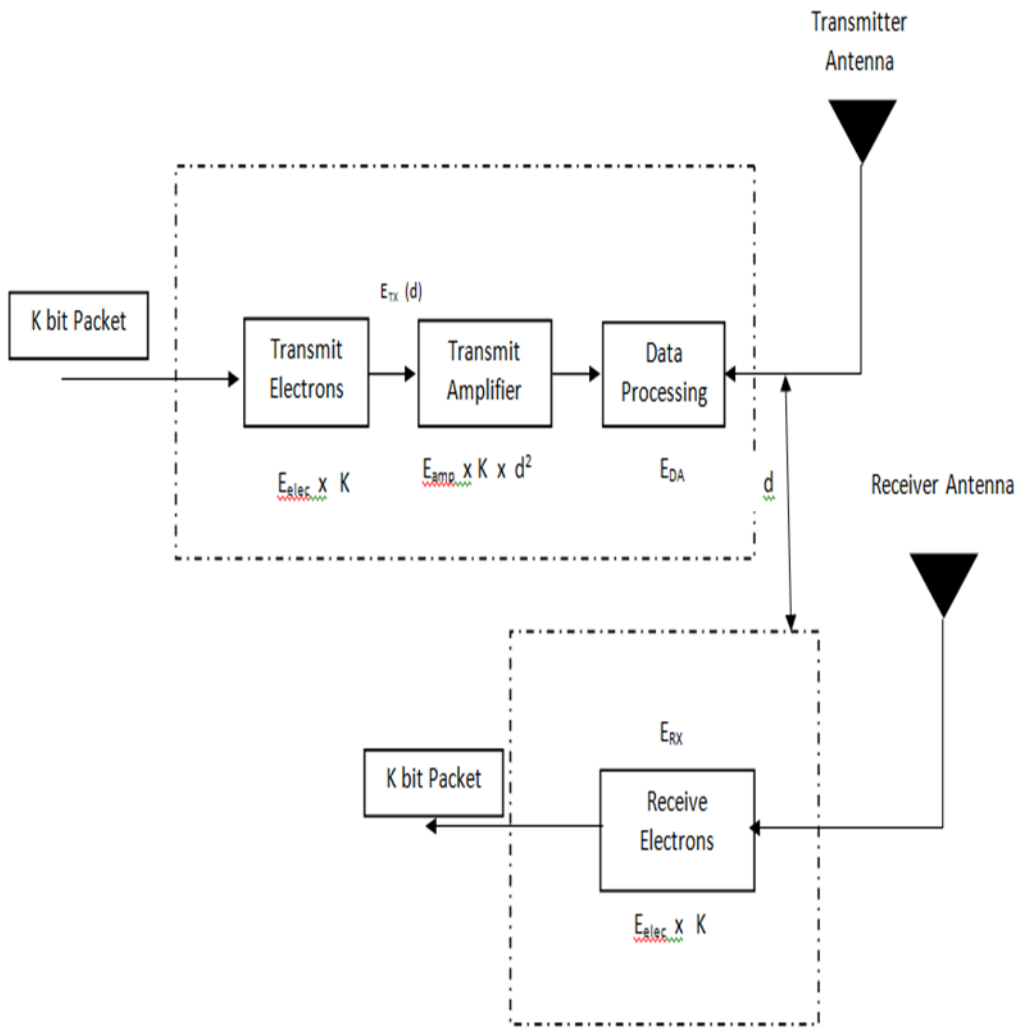 Transmitter
Antenna
K bit Packet
E_TX (d)
Transmit
Electrons
Transmit
Amplifier
Data
Processing
E_elec x K
E_amp x K x d²
E_DA
d
Receiver Antenna
E_RX
K bit Packet
Receive
Electrons
E_elec x K